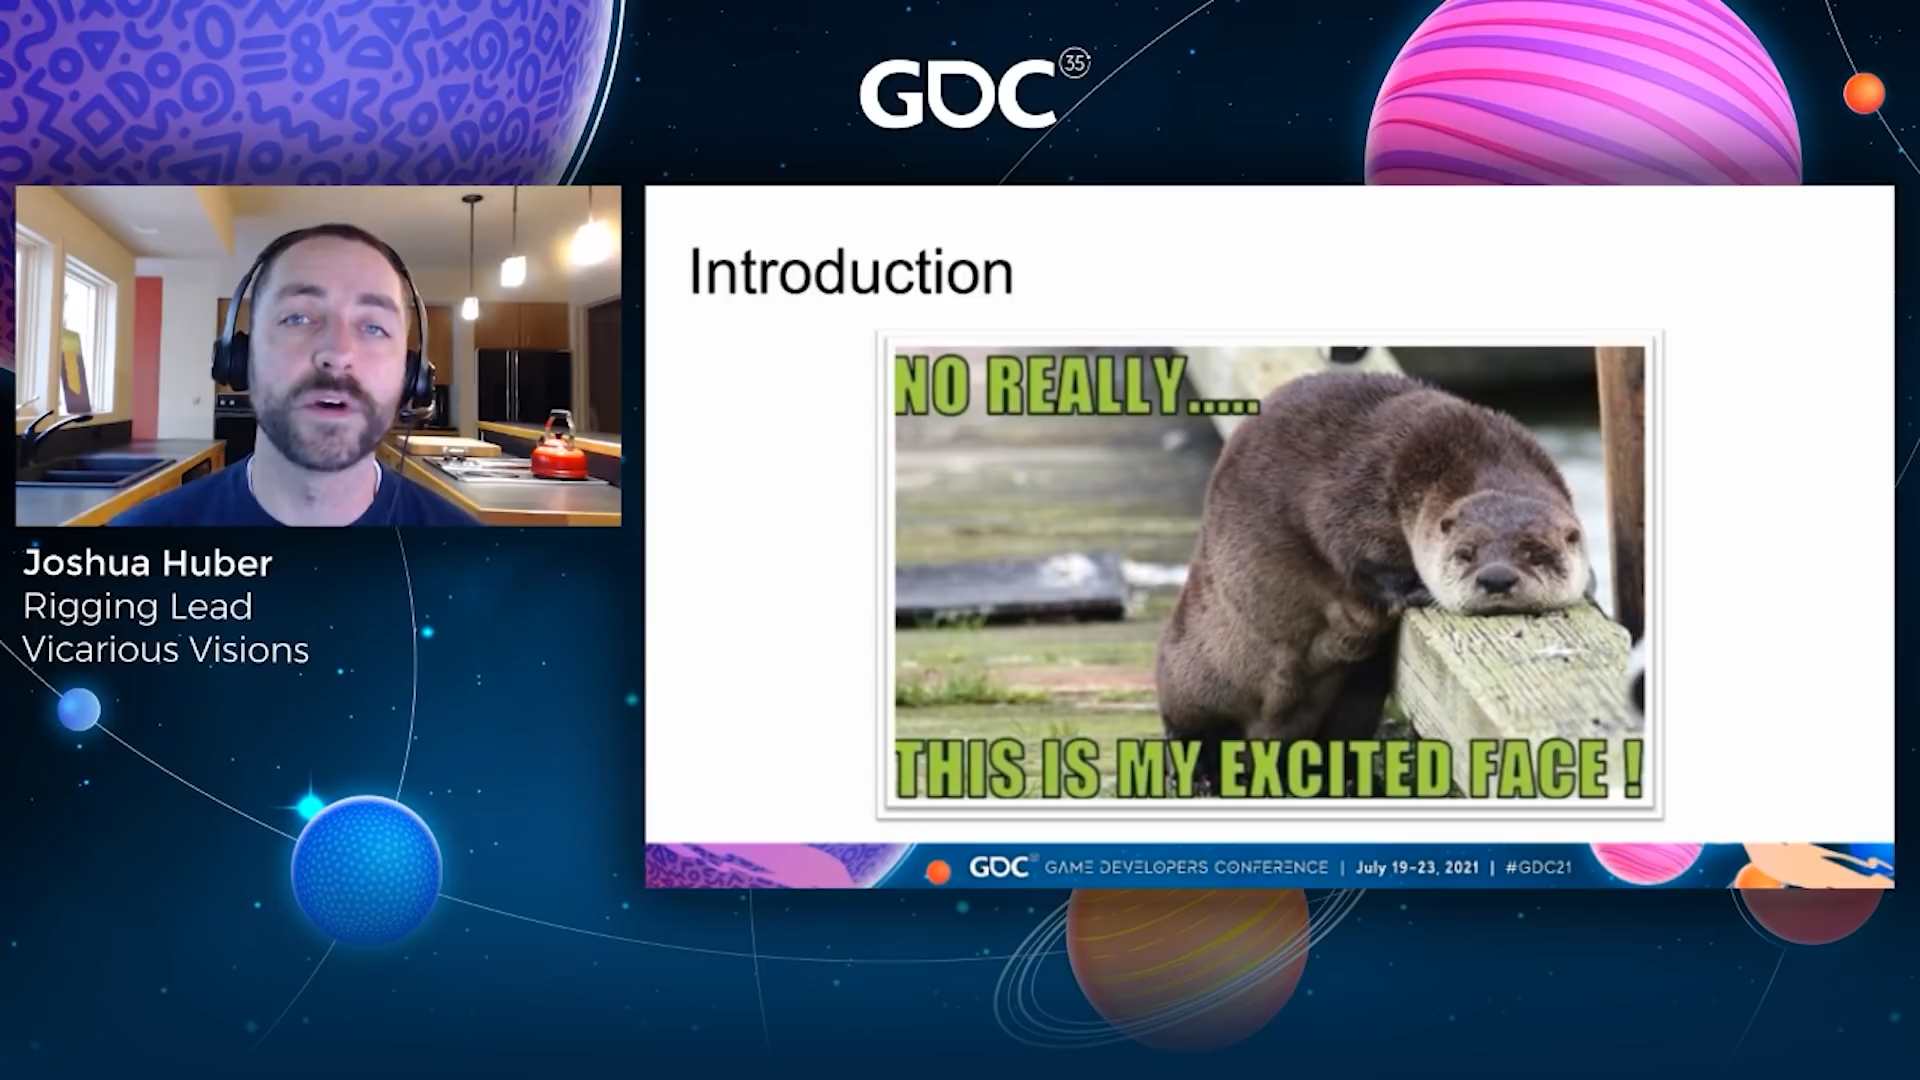 GDC 35
Introduction
NO REALLY.....
THIS IS MY EXCITED FACE !
Joshua Huber
Rigging Lead
Vicarious Visions
GDC GAME DEVELOPERS CONFERENCE | July 19-23, 2021 | #GDC21